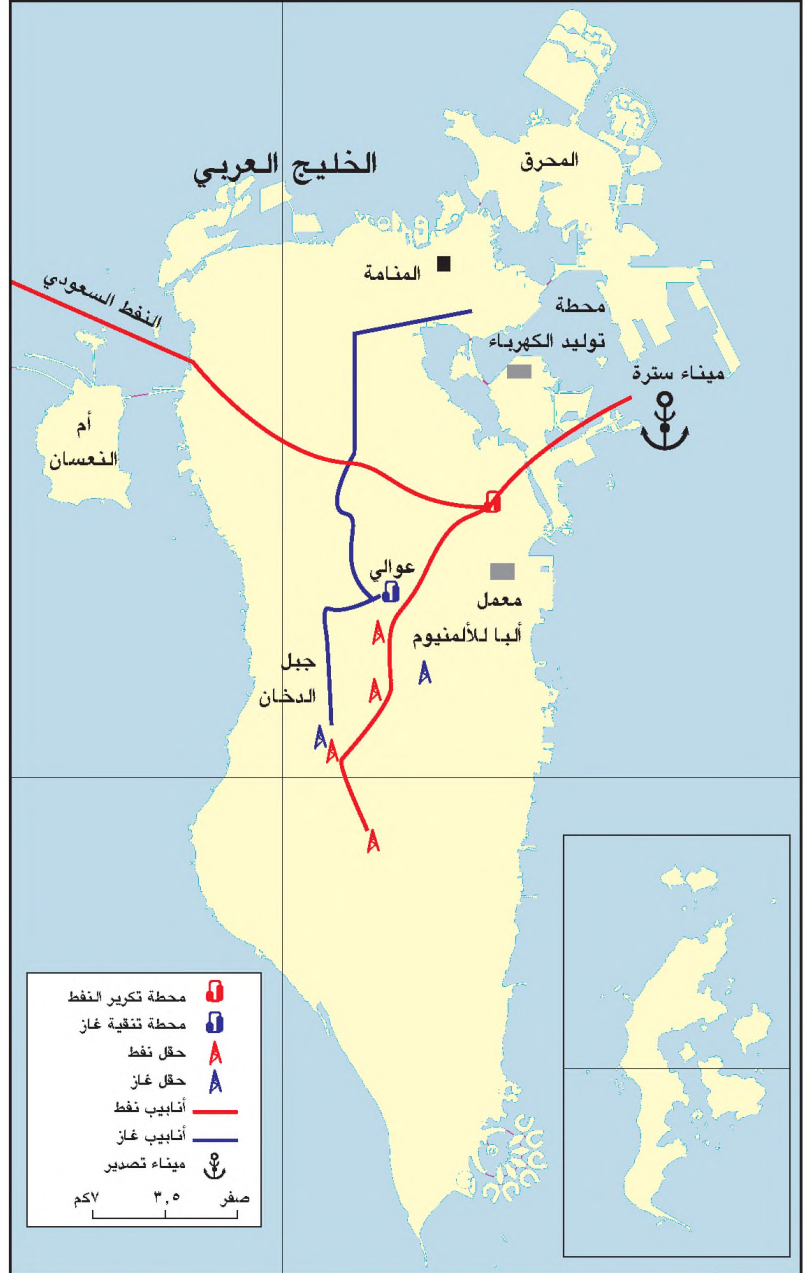 المحرق
الخليج العربي
المنامة
النفط السعودي
محطة
توليد الكهرباء
ميناء سترة
أم
النعسان
عوالي
معمل
ألبا للألمنيوم
جبل
الدخان
محطة تكرير النفط
محطة تنقية غاز
حقل نفط
حقل غاز
أنابيب نفط
أنابيب غاز
ميناء تصدير
صفر ٣,٥ ٧كم